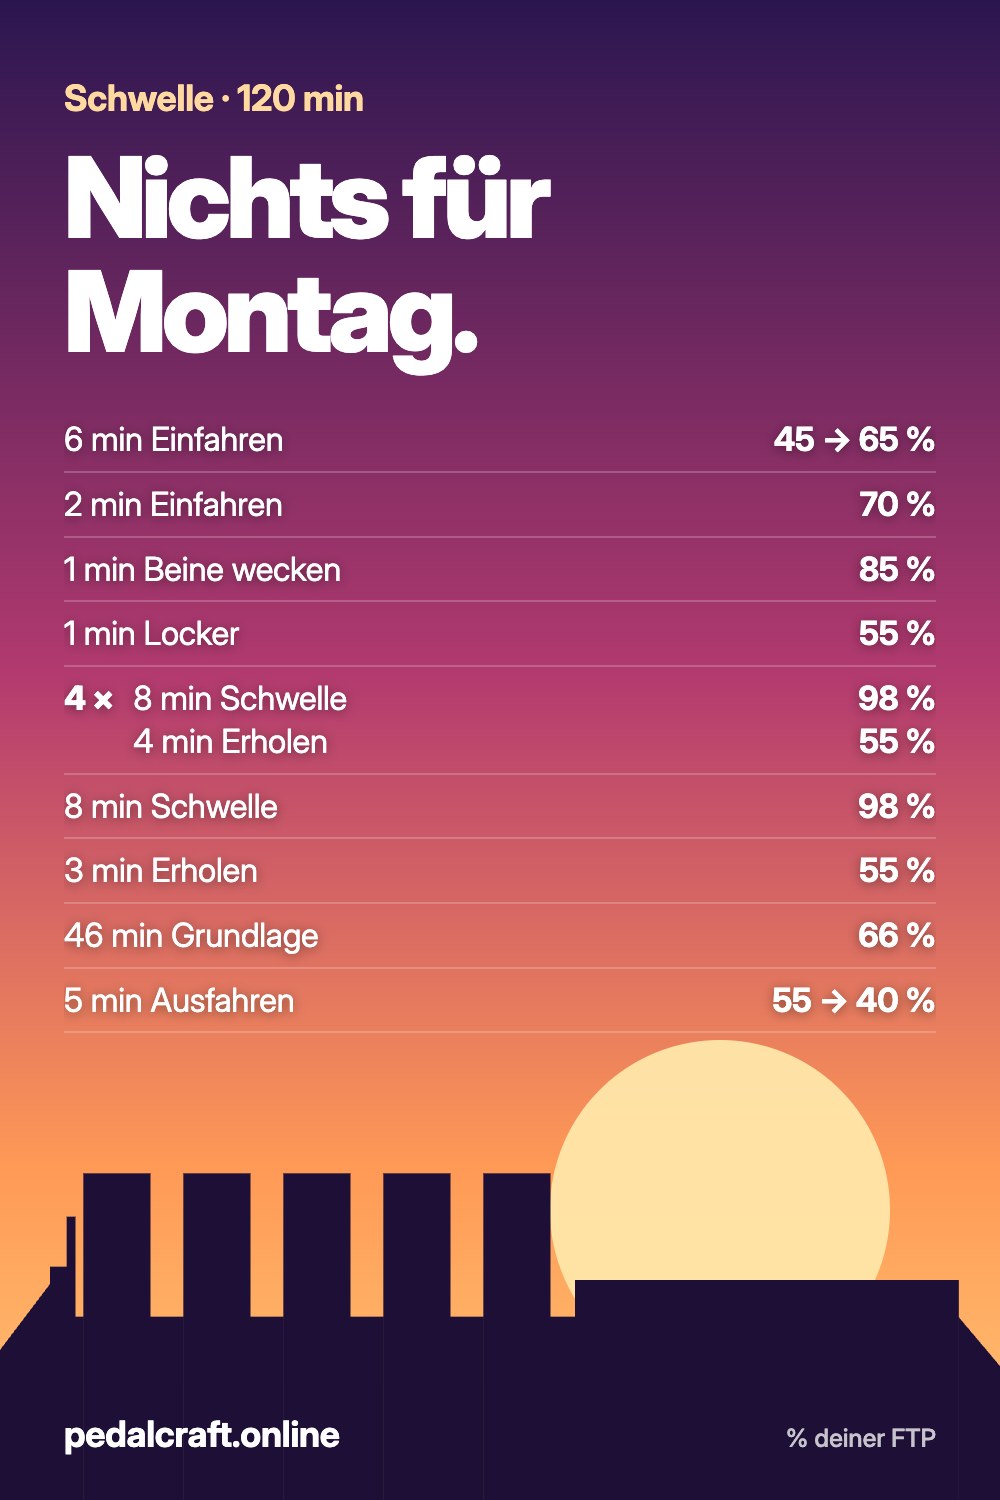 Schwelle · 120 min
Nichts für
Montag.
6 min Einfahren 45 → 65 %
2 min Einfahren 70 %
1 min Beine wecken 85 %
1 min Locker 55 %
4 × 8 min Schwelle 98 %
4 min Erholen 55 %
8 min Schwelle 98 %
3 min Erholen 55 %
46 min Grundlage 66 %
5 min Ausfahren 55 → 40 %
pedalcraft.online % deiner FTP